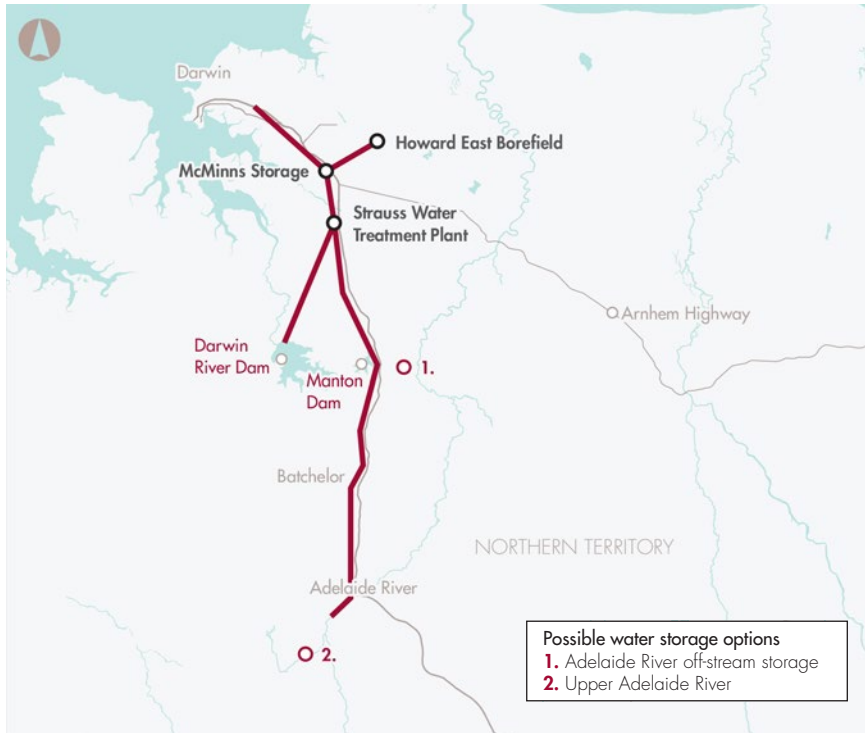 Darwin
Howard East Borefield
McMinns Storage
Strauss Water
Treatment Plant
Arnhem Highway
Darwin
River Dam
Manton
Dam
1.
Batchelor
NORTHERN TERRITORY
Adelaide River
2.
Possible water storage options
1. Adelaide River off-stream storage
2. Upper Adelaide River